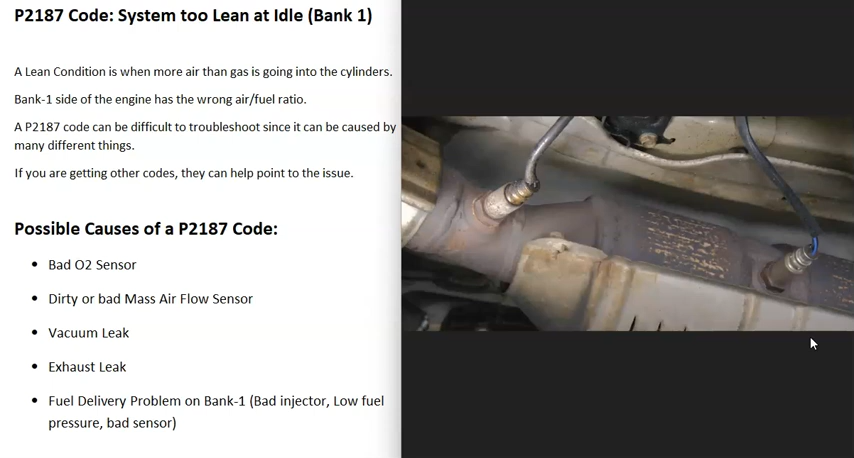 P2187 Code: System too Lean at Idle (Bank 1)
A Lean Condition is when more air than gas is going into the cylinders.
Bank-1 side of the engine has the wrong air/fuel ratio.
A P2187 code can be difficult to troubleshoot since it can be caused by
many different things.
If you are getting other codes, they can help point to the issue.
Possible Causes of a P2187 Code:
• Bad O2 Sensor
• Dirty or bad Mass Air Flow Sensor
• Vacuum Leak
• Exhaust Leak
• Fuel Delivery Problem on Bank-1 (Bad injector, Low fuel
pressure, bad sensor)